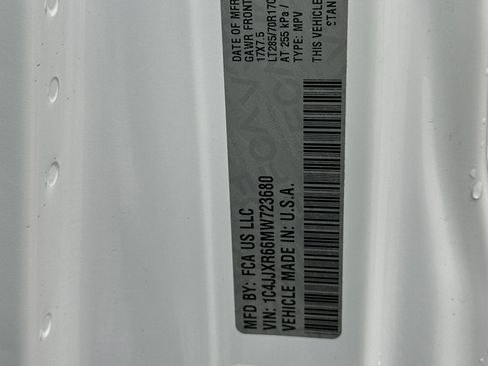 MFD BY: FCA US LLC
VIN: 1C4JJXR66MW723680
VEHICLE MADE IN: U.S.A.
DATE OF MFR
GAWR FRONT
17X7.5
LT285/70R17C
AT 255 kPa /
TYPE: MPV
THIS VEHICLE
STAN